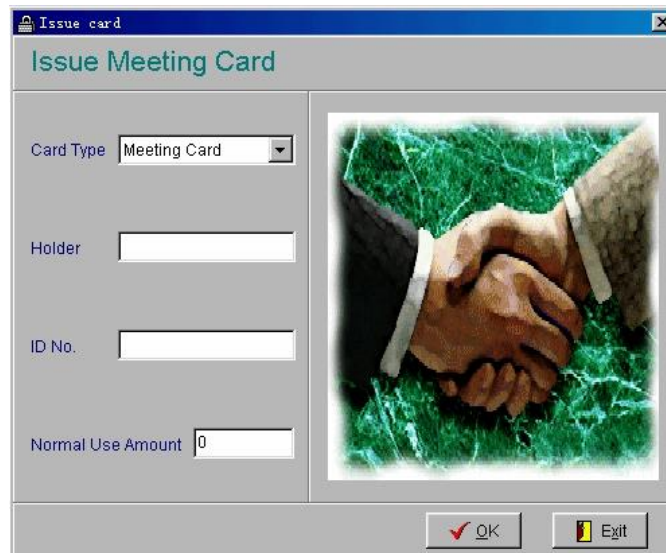 Issue card
Issue Meeting Card
Card Type Meeting Card
Holder
ID No.
Normal Use Amount 0
OK Exit